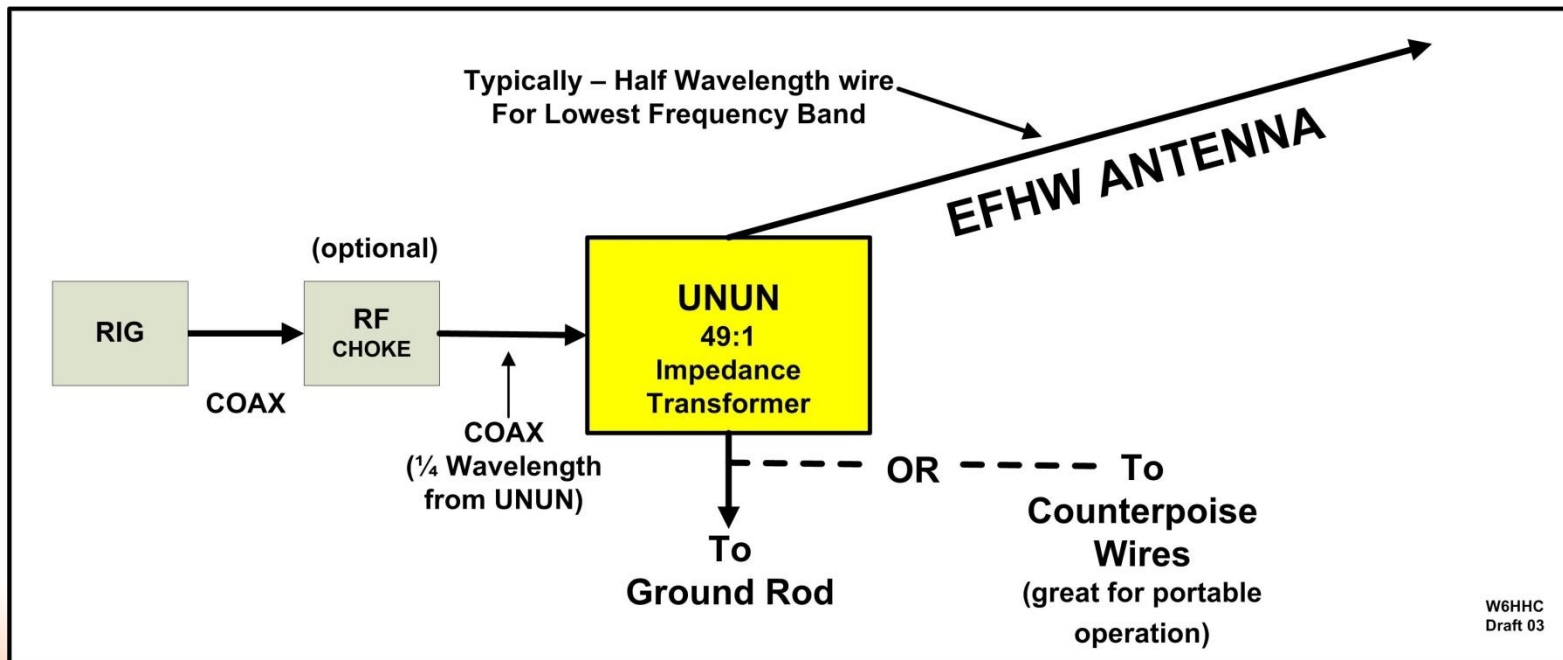 Typically – Half Wavelength wire
For Lowest Frequency Band
EFHW ANTENNA
(optional)
RIG
RF
CHOKE
COAX
COAX
(¼ Wavelength
from UNUN)
UNUN
49:1
Impedance
Transformer
OR
To
Ground Rod
To
Counterpoise
Wires
(great for portable
operation)
W6HHC
Draft 03